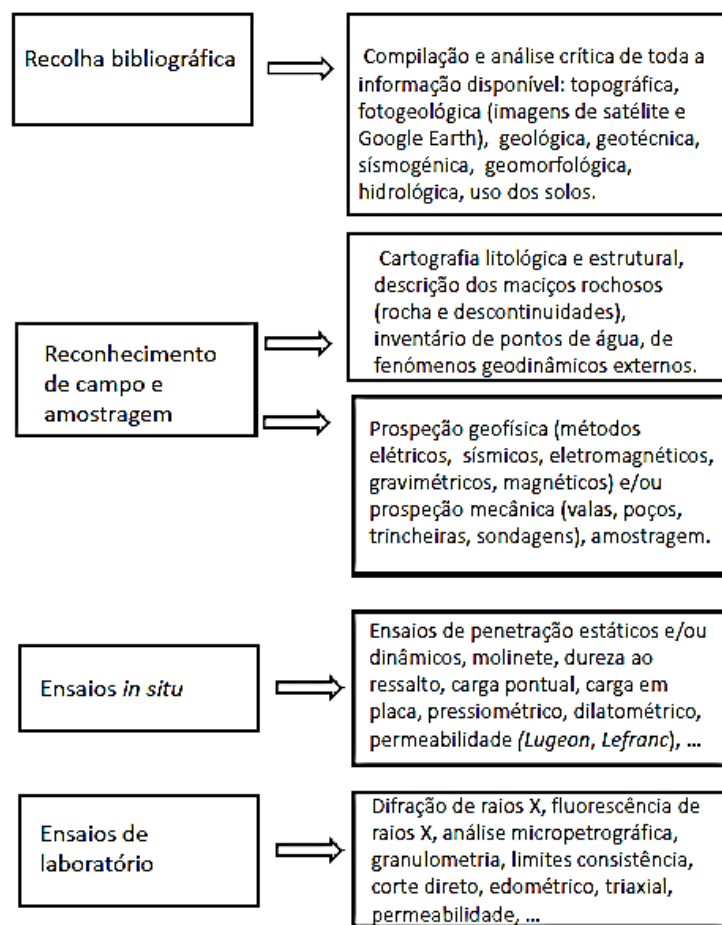 Recolha bibliográfica
Compilação e análise crítica de toda a
informação disponível: topográfica,
fotogeológica (imagens de satélite e
Google Earth), geológica, geotécnica,
sísmogénica, geomorfológica,
hidrológica, uso dos solos.
Reconhecimento
de campo e
amostragem
Cartografia litológica e estrutural,
descrição dos maciços rochosos
(rocha e descontinuidades),
inventário de pontos de água, de
fenómenos geodinâmicos externos.
Prospeção geofísica (métodos
elétricos, sísmicos, eletromagnéticos,
gravimétricos, magnéticos) e/ou
prospeção mecânica (valas, poços,
trincheiras, sondagens), amostragem.
Ensaios in situ
Ensaios de penetração estáticos e/ou
dinâmicos, molinete, dureza ao
ressalto, carga pontual, carga em
placa, pressiométrico, dilatométrico,
permeabilidade (Lugeon, Lefranc), ...
Ensaios de
laboratório
Difração de raios X, fluorescência de
raios X, análise micropetrográfica,
granulometria, limites consistência,
corte direto, edométrico, triaxial,
permeabilidade, ...